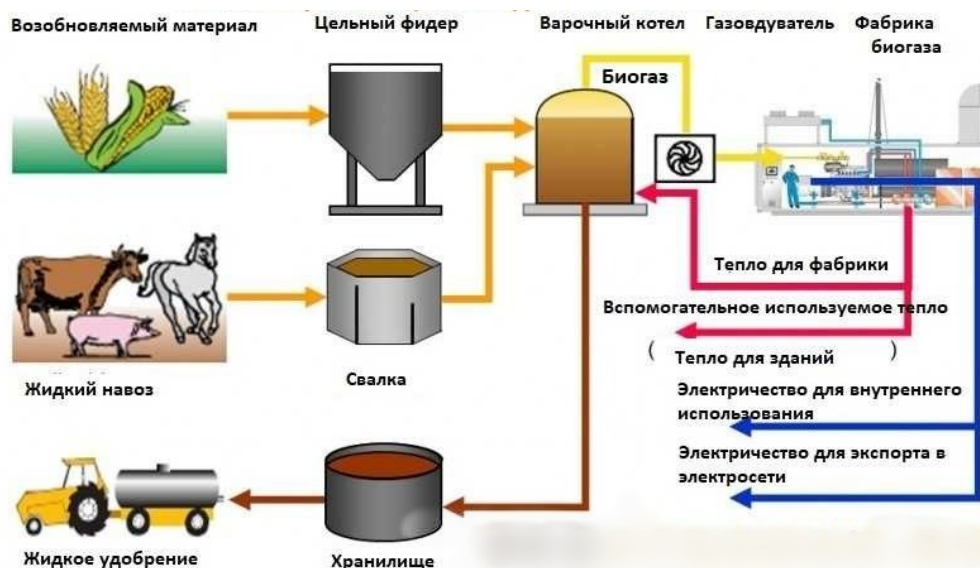 Возобновляемый материал
Цельный фидер
Варочный котел
Газовдуватель
Фабрика
биогаза
Биогаз
Тепло для фабрики
Вспомогательное используемое тепло
( Тепло для зданий )
Жидкий навоз
Свалка
Электричество для внутреннего
использования
Электричество для экспорта в
электросети
Жидкое удобрение
Хранилище